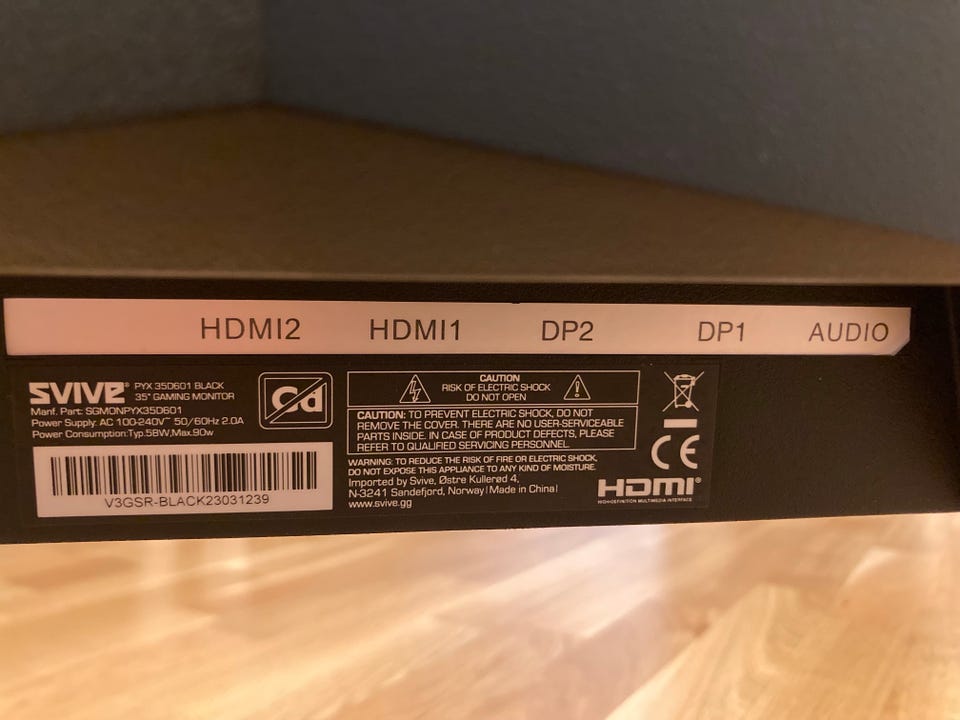 HDMI2 HDMI1 DP2 DP1 AUDIO
SVIVE® PYX 35D601 BLACK
35" GAMING MONITOR
Manf. Part: SGMONPYX35D601
Power Supply: AC 100-240V~ 50/60Hz 2.0A
Power Consumption:Typ.58W,Max.90w
V3GSR-BLACK23031239
Cd
CAUTION
RISK OF ELECTRIC SHOCK
DO NOT OPEN
CAUTION: TO PREVENT ELECTRIC SHOCK, DO NOT
REMOVE THE COVER. THERE ARE NO USER-SERVICEABLE
PARTS INSIDE. IN CASE OF PRODUCT DEFECTS, PLEASE
REFER TO QUALIFIED SERVICING PERSONNEL.
WARNING: TO REDUCE THE RISK OF FIRE OR ELECTRIC SHOCK,
DO NOT EXPOSE THIS APPLIANCE TO ANY KIND OF MOISTURE.
Imported by Svive, Østre Kullerød 4,
N-3241 Sandefjord, Norway | Made in China |
www.svive.gg
CE
HDMI®
HIGH-DEFINITION MULTIMEDIA INTERFACE